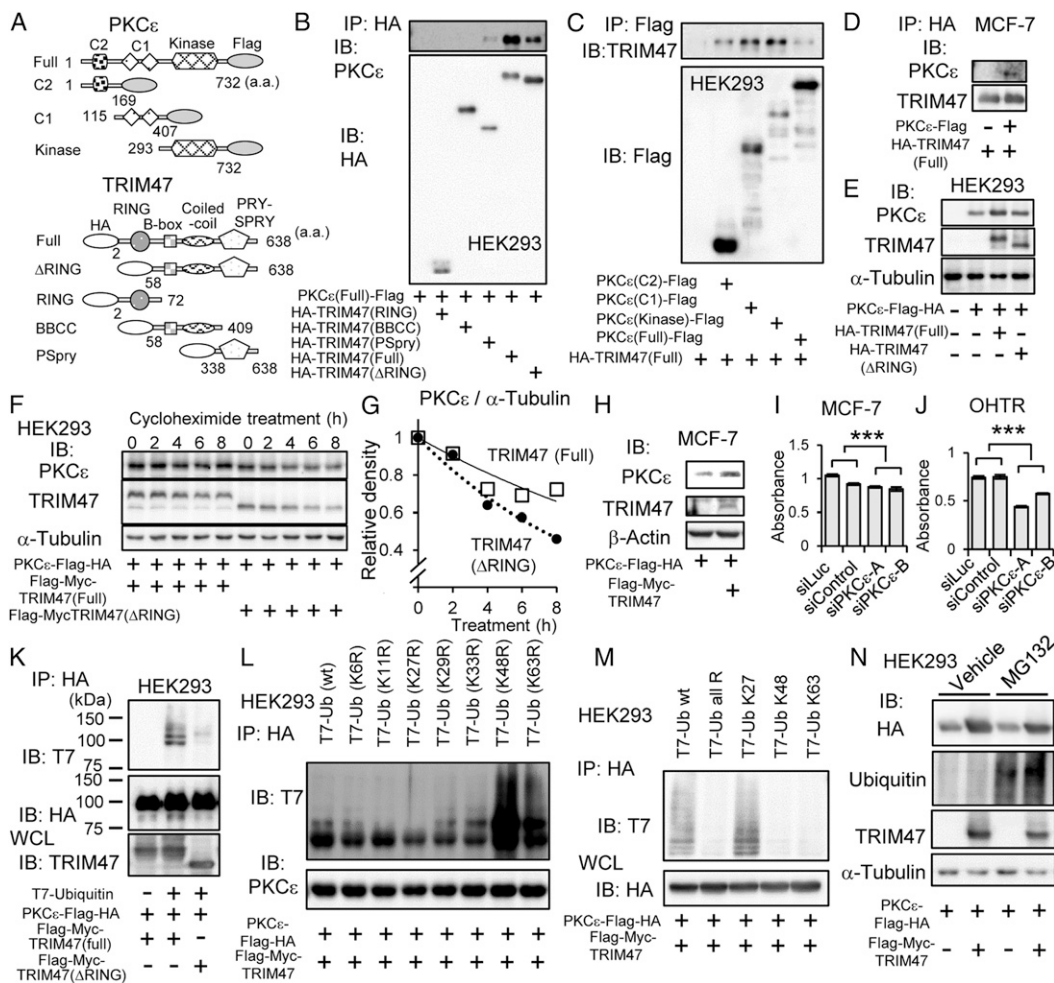 A
PKCε
C2 C1 Kinase Flag
Full 1
732 (a.a.)
C2 1
169
C1 115
407
Kinase 293
732
TRIM47
RING
Coiled
-coil
PRY-
SPRY
HA B-box
Full 638 (a.a.)
2
ΔRING 638
58
RING 72
2
BBCC 409
58
PSpry
338 638
B
IP: HA
IB:
PKCε
IB:
HA
HEK293
PKCε(Full)-Flag + + + + + +
HA-TRIM47(RING) +
HA-TRIM47(BBCC) +
HA-TRIM47(PSpry) +
HA-TRIM47(Full) +
HA-TRIM47(ΔRING) +
C
IP: Flag
IB:TRIM47
HEK293
IB: Flag
PKCε(C2)-Flag +
PKCε(C1)-Flag +
PKCε(Kinase)-Flag +
PKCε(Full)-Flag +
HA-TRIM47(Full) + + + + +
D
IP: HA MCF-7
IB:
PKCε
TRIM47
PKCε-Flag - +
HA-TRIM47
(Full) + +
E
IB: HEK293
PKCε
TRIM47
α-Tubulin
PKCε-Flag-HA - + + +
HA-TRIM47(Full) - - + -
HA-TRIM47
(ΔRING) - - - +
F
Cycloheximide treatment (h)
HEK293
0 2 4 6 8 0 2 4 6 8
IB:
PKCε
TRIM47
α-Tubulin
PKCε-Flag-HA + + + + + + + + + +
Flag-Myc-
TRIM47(Full) + + + + +
Flag-MycTRIM47(ΔRING) + + + + +
G
PKCε / α-Tubulin
Relative density
1
0.8
0.6
0.4
TRIM47 (Full)
TRIM47
(ΔRING)
0 2 4 6 8
Treatment (h)
H
IB: MCF-7
PKCε
TRIM47
β-Actin
PKCε-Flag-HA + +
Flag-Myc-
TRIM47 +
I
MCF-7
Absorbance
1.5
1.0
0.5
0
***
siLuc
siControl
siPKCε-A
siPKCε-B
J
OHTR
Absorbance
1.0
0.5
0
***
siLuc
siControl
siPKCε-A
siPKCε-B
K
IP: HA
(kDa) HEK293
150
100
IB: T7
75
100
IB: HA
75
WCL
IB: TRIM47
T7-Ubiquitin - + +
PKCε-Flag-HA + + +
Flag-Myc-
TRIM47(full) + + -
Flag-Myc-
TRIM47(ΔRING) - - +
L
HEK293
IP: HA
T7-Ub (wt)
T7-Ub (K6R)
T7-Ub (K11R)
T7-Ub (K27R)
T7-Ub (K29R)
T7-Ub (K33R)
T7-Ub (K48R)
T7-Ub (K63R)
IB: T7
IB:
PKCε
PKCε-
Flag-HA + + + + + + + +
Flag-Myc-
TRIM47 + + + + + + + +
M
HEK293
T7-Ub wt
T7-Ub all R
T7-Ub K27
T7-Ub K48
T7-Ub K63
IP: HA
IB: T7
WCL
IB: HA
PKCε-Flag-HA + + + + +
Flag-Myc-
TRIM47 + + + + +
N
HEK293
Vehicle
MG132
IB:
HA
Ubiquitin
TRIM47
α-Tubulin
PKCε-
Flag-HA + + + +
Flag-Myc-
TRIM47 - + - +